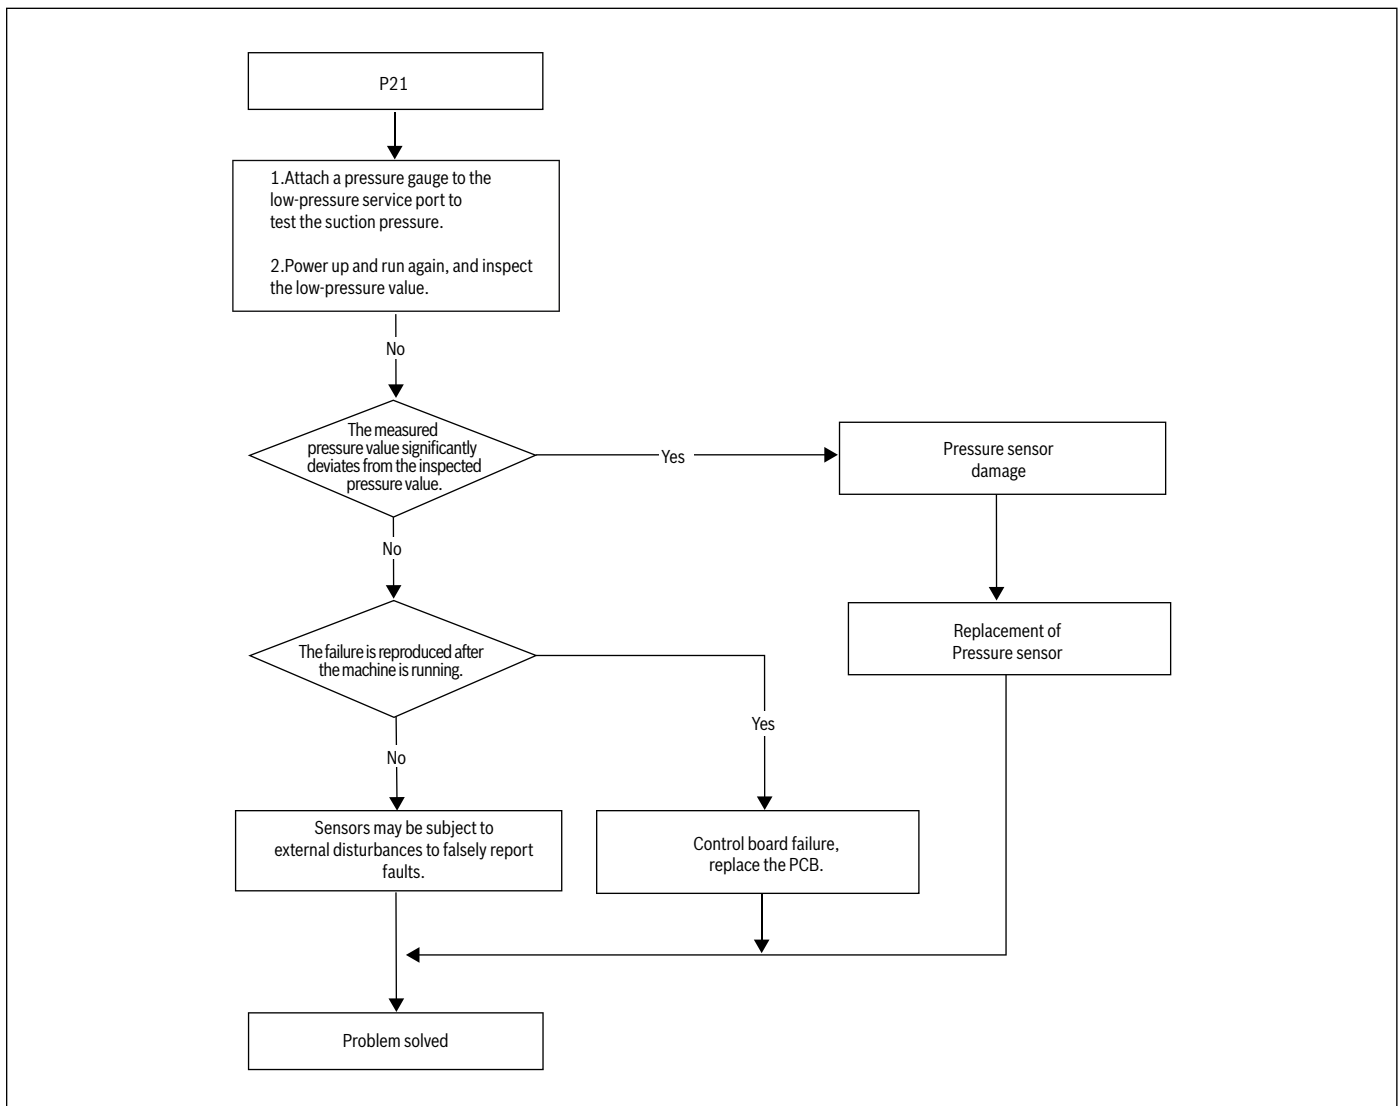 P21
1.Attach a pressure gauge to the
low-pressure service port to
test the suction pressure.
2.Power up and run again, and inspect
the low-pressure value.
No
The measured
pressure value significantly
deviates from the inspected
pressure value.
Yes
Pressure sensor
damage
No
Replacement of
Pressure sensor
The failure is reproduced after
the machine is running.
Yes
No
Sensors may be subject to
external disturbances to falsely report
faults.
Control board failure,
replace the PCB.
Problem solved